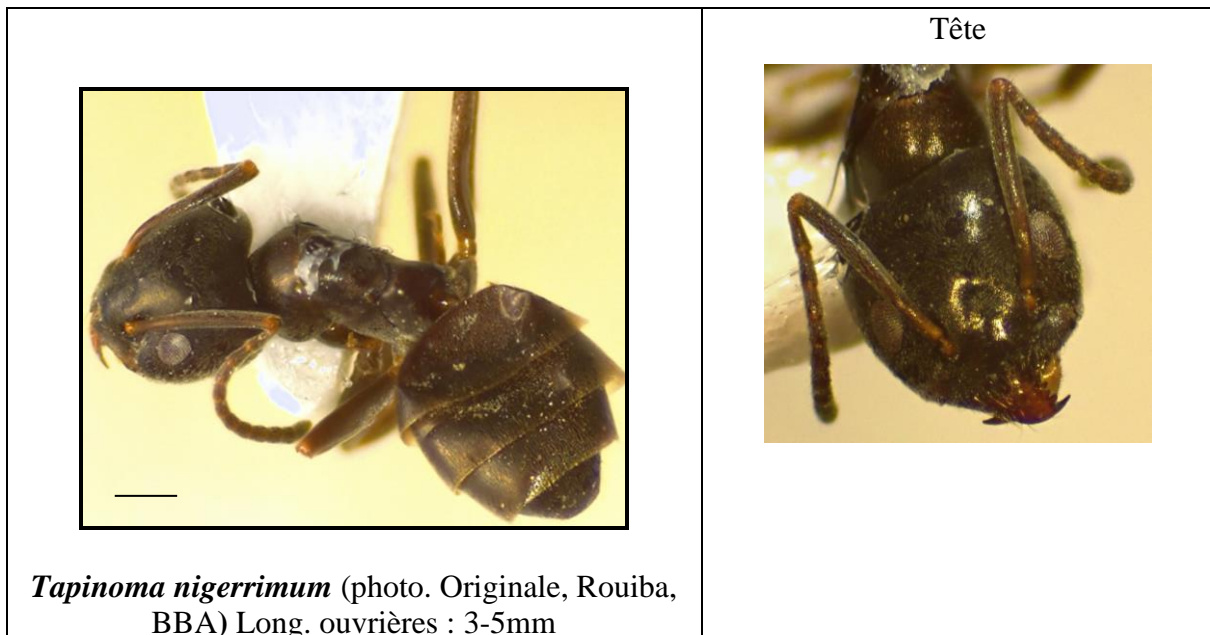 Tête
Tapinoma nigerrimum (photo. Originale, Rouiba,
BBA) Long. ouvrières : 3-5mm